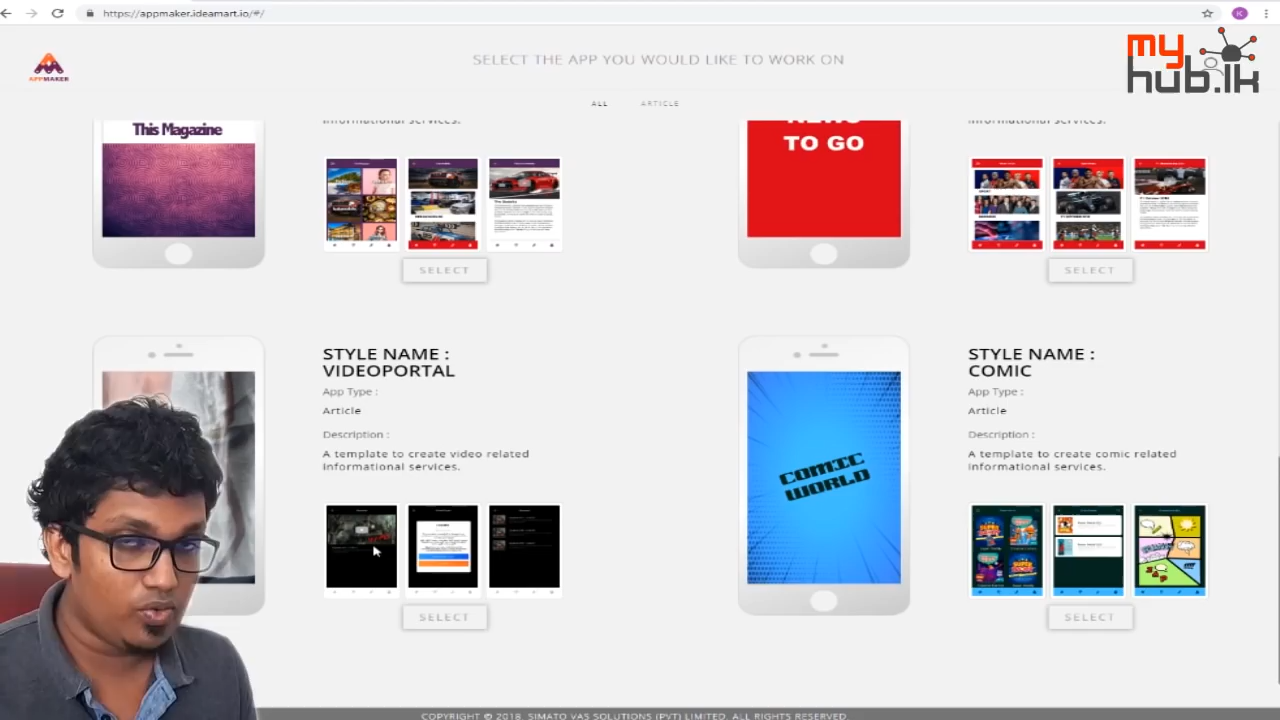 https://appmaker.ideamart.io/#/
K
APPMAKER
SELECT THE APP YOU WOULD LIKE TO WORK ON
my
hub.lk
ALL
ARTICLE
This Magazine
informational services.
TO GO
informational services.
SELECT
SELECT
STYLE NAME :
VIDEOPORTAL
App Type :
Article
Description :
A template to create video related
informational services.
SELECT
COMIC
WORLD
STYLE NAME :
COMIC
App Type :
Article
Description :
A template to create comic related
informational services.
SELECT
COPYRIGHT © 2018 SIMATO VAS SOLUTIONS (PVT) LIMITED. ALL RIGHTS RESERVED.